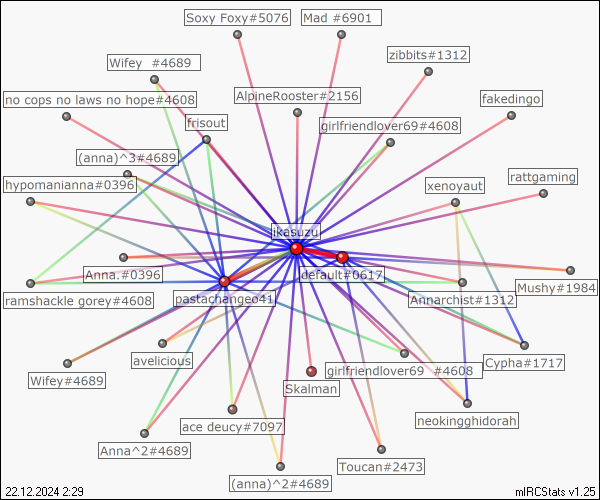 Soxy Foxy#5076
Mad #6901
zibbits#1312
Wifey  #4689
no cops no laws no hope#4608
AlpineRooster#2156
fakedingo
frisout
girlfriendlover69#4608
(anna)^3#4689
hypomanianna#0396
xenoyaut
rattgaming
ikasuzu
Anna.#0396
default#0617
Mushy#1984
ramshackle gorey#4608
pastachangeo41
Annarchist#1312
avelicious
girlfriendlover69  #4608
Cypha#1717
Wifey#4689
Skalman
ace deucy#7097
neokingghidorah
Anna^2#4689
Toucan#2473
(anna)^2#4689
22.12.2024 2:29
mIRCStats v1.25